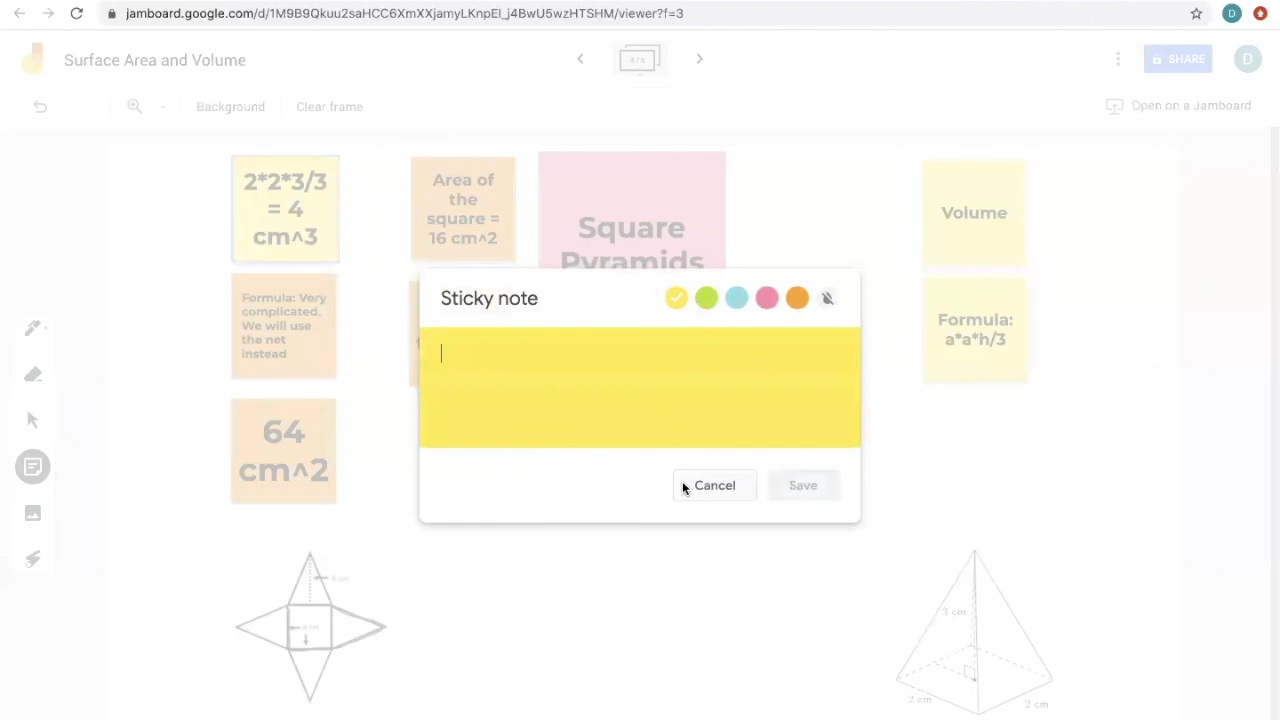 jamboard.google.com/d/1M9B9Qkuu2saHCC6XmXXjamyLKnpEI_j4BwU5wzHTSHM/viewer?f=3
D
Surface Area and Volume
SHARE
D
Background
Clear frame
Open on a Jamboard
2*2*3/3
= 4
cm^3
Area of
the
square =
16 cm^2
Square
Pyramids
Volume
Formula: Very
complicated.
We will use
the net
instead
Formula:
a*a*h/3
64
cm^2
Sticky note
Cancel
Save
3 cm
2 cm
2 cm